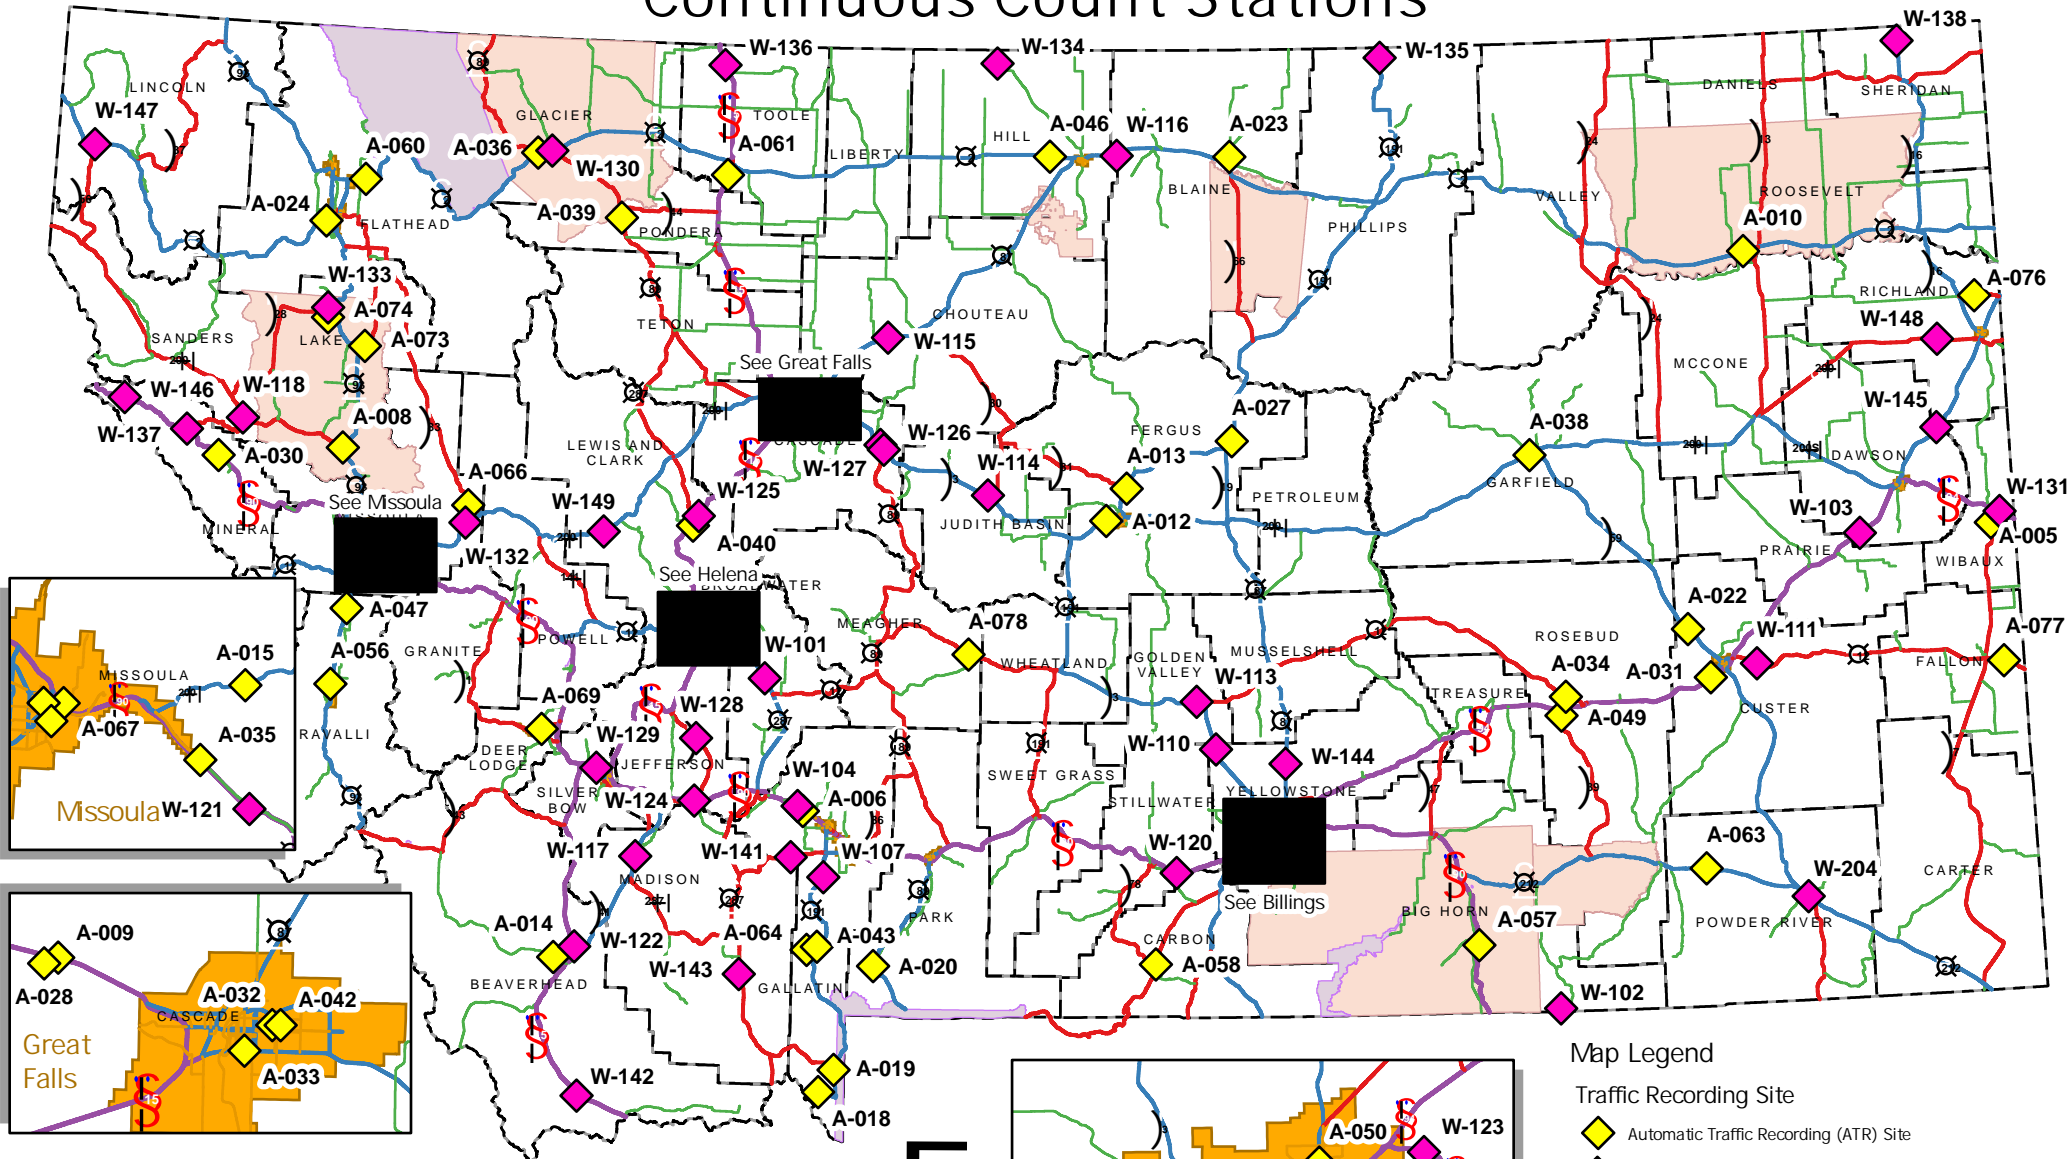 Continuous Count Stations
W-138
W-136
W-134
W-135
LINCOLN
DANIELS
SHERIDAN
W-147
GLACIER
TOOLE
HILL
A-046
W-116
A-023
A-060
A-036
W-130
A-061
LIBERTY
BLAINE
VALLEY
ROOSEVELT
A-024
FLATHEAD
A-039
PONDERA
PHILLIPS
A-010
W-133
A-074
A-076
RICHLAND
SANDERS
LAKE
A-073
TETON
CHOUTEAU
W-115
W-148
See Great Falls
MCCONE
W-146
W-118
A-008
W-137
A-030
LEWIS AND
CLARK
CASCADE
W-126
W-127
FERGUS
A-027
A-038
W-145
A-013
W-114
DAWSON
A-066
W-149
W-125
GARFIELD
W-131
See Missoula
MINERAL
JUDITH BASIN
A-012
PETROLEUM
W-103
A-005
W-132
A-040
PRAIRIE
WIBAUX
See Helena
BROADWATER
A-047
A-022
A-056
POWELL
W-101
MEAGHER
A-078
ROSEBUD
W-111
A-077
GRANITE
WHEATLAND
GOLDEN
VALLEY
MUSSELSHELL
A-034
A-031
FALLON
MISSOULA
A-015
A-067
A-035
Missoula
W-121
RAVALLI
A-069
W-128
W-113
TREASURE
A-049
CUSTER
DEER
LODGE
W-129
JEFFERSON
W-110
W-144
SILVER
BOW
W-124
W-104
A-006
SWEET GRASS
STILLWATER
YELLOWSTONE
W-117
W-141
W-107
W-120
A-063
MADISON
W-204
CARTER
See Billings
PARK
BIG HORN
A-057
POWDER RIVER
A-014
W-122
A-064
A-043
CARBON
A-009
A-028
W-143
A-020
A-058
BEAVERHEAD
GALLATIN
A-032
A-042
CASCADE
W-102
Great
Falls
A-033
W-142
A-019
A-018
Map Legend
Traffic Recording Site
Automatic Traffic Recording (ATR) Site
A-050
W-123